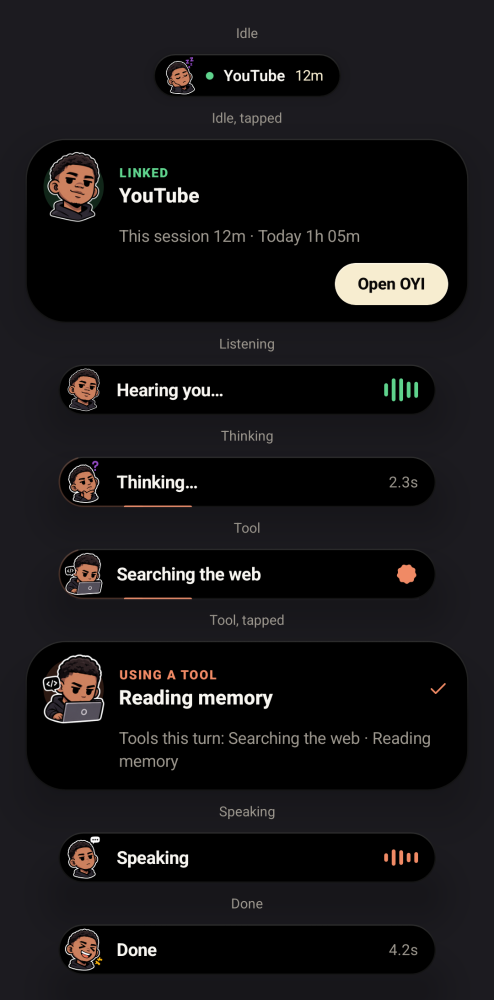 Idle
YouTube 12m
Idle, tapped
LINKED
YouTube
This session 12m · Today 1h 05m
Open OYI
Listening
Hearing you…
Thinking
?
Thinking…
2.3s
Tool
</>
Searching the web
Tool, tapped
</>
USING A TOOL
Reading memory
Tools this turn: Searching the web · Reading
memory
Speaking
Speaking
Done
Done
4.2s